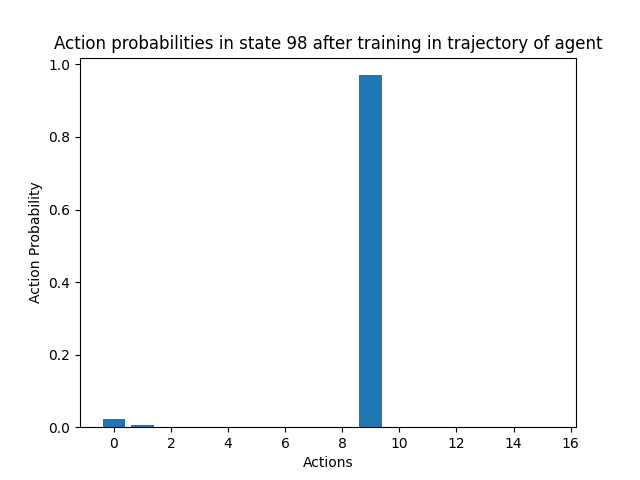 Action probabilities in state 98 after training in trajectory of agent
1.0
0.8
0.6
0.4
0.2
0.0
Action Probability
0 2 4 6 8 10 12 14 16
Actions